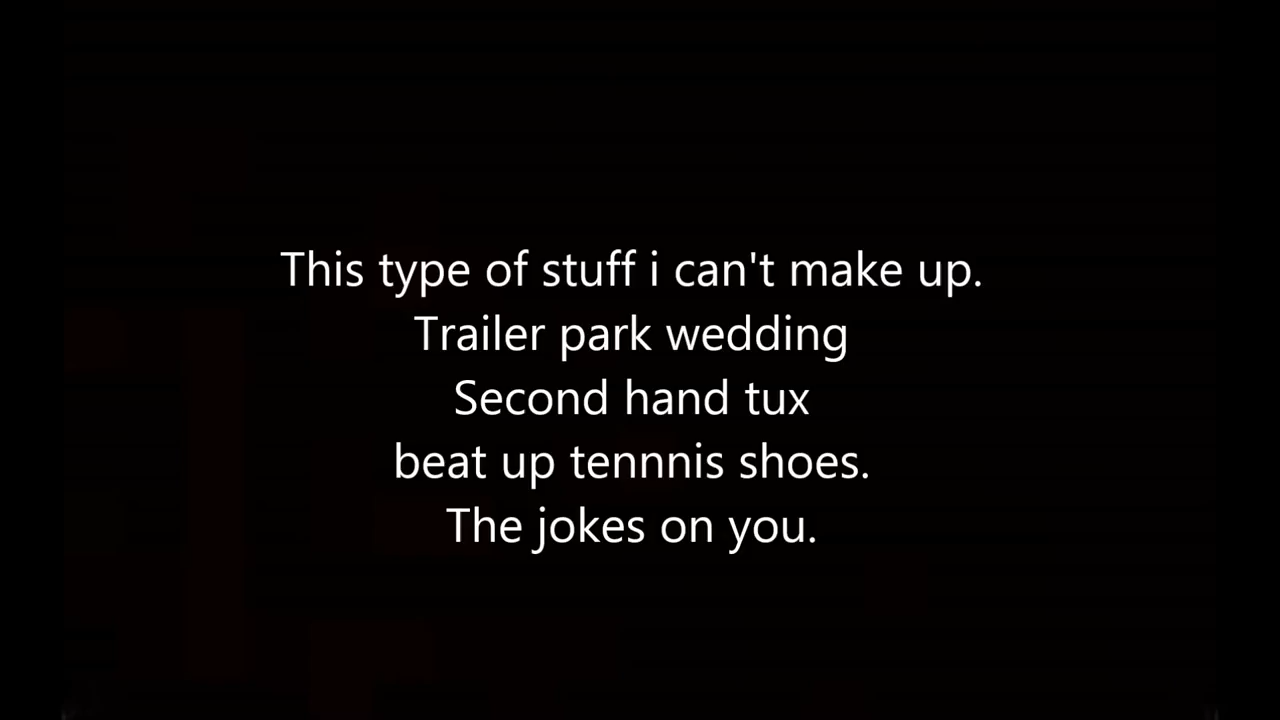 This type of stuff i can't make up.
Trailer park wedding
Second hand tux
beat up tennnis shoes.
The jokes on you.